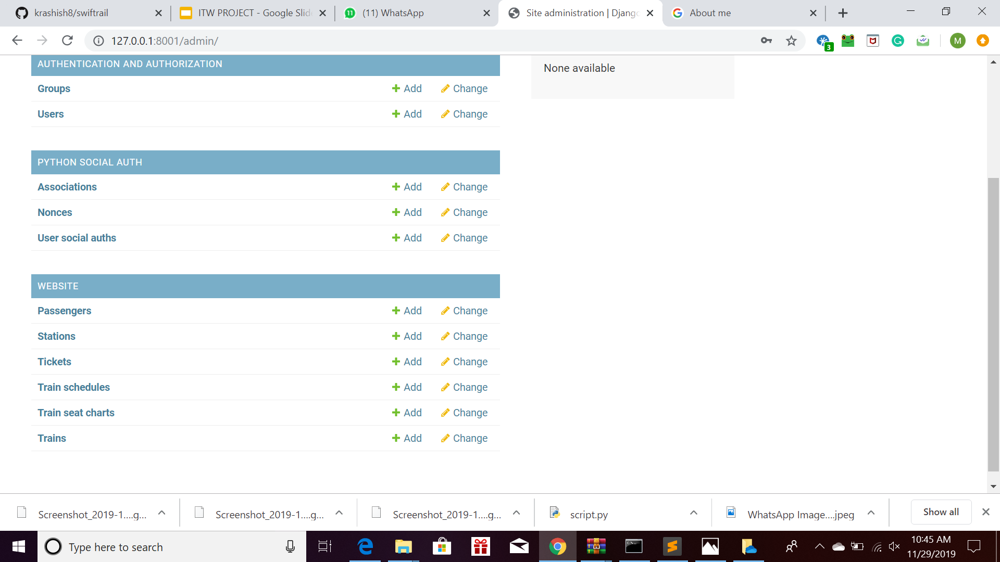 krashish8/swiftrail
ITW PROJECT - Google Slid
(11) WhatsApp
Site administration | Djang
About me
127.0.0.1:8001/admin/
3
M
AUTHENTICATION AND AUTHORIZATION
None available
Groups Add Change
Users Add Change
PYTHON SOCIAL AUTH
Associations Add Change
Nonces Add Change
User social auths Add Change
WEBSITE
Passengers Add Change
Stations Add Change
Tickets Add Change
Train schedules Add Change
Train seat charts Add Change
Trains Add Change
Screenshot_2019-1....g...
Screenshot_2019-1....g...
Screenshot_2019-1....g...
script.py
WhatsApp Image....jpeg
Show all
Type here to search
10:45 AM
11/29/2019